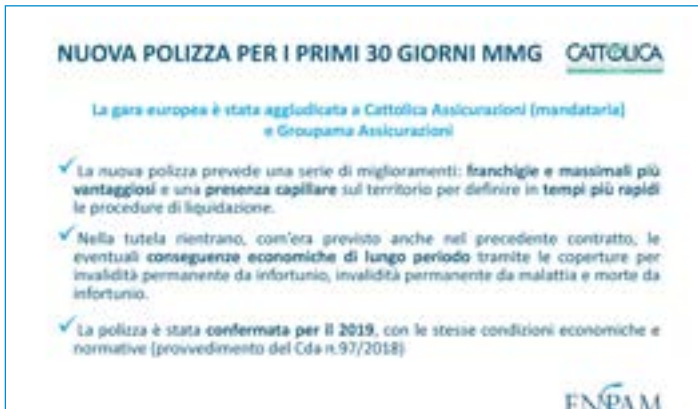 NUOVA POLIZZA PER I PRIMI 30 GIORNI MMG CATTOLICA
La gara europea è stata aggiudicata a Cattolica Assicurazioni (mandataria)
e Groupama Assicurazioni
✓ La nuova polizza prevede una serie di miglioramenti: franchigie e massimali più
vantaggiosi e una presenza capillare sul territorio per definire in tempi più rapidi
le procedure di liquidazione.
✓ Nella tutela rientrano, com'era previsto anche nel precedente contratto, le
eventuali conseguenze economiche di lungo periodo tramite le coperture per
invalidità permanente da infortunio, invalidità permanente da malattia e morte da
infortunio.
✓ La polizza è stata confermata per il 2019, con le stesse condizioni economiche e
normative (provvedimento del Cda n.97/2018)
ENPAM